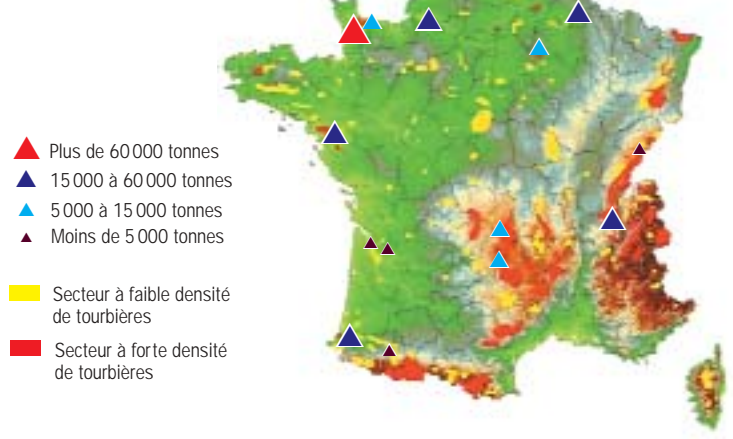 Plus de 60 000 tonnes
15 000 à 60 000 tonnes
5 000 à 15 000 tonnes
Moins de 5 000 tonnes
Secteur à faible densité
de tourbières
Secteur à forte densité
de tourbières